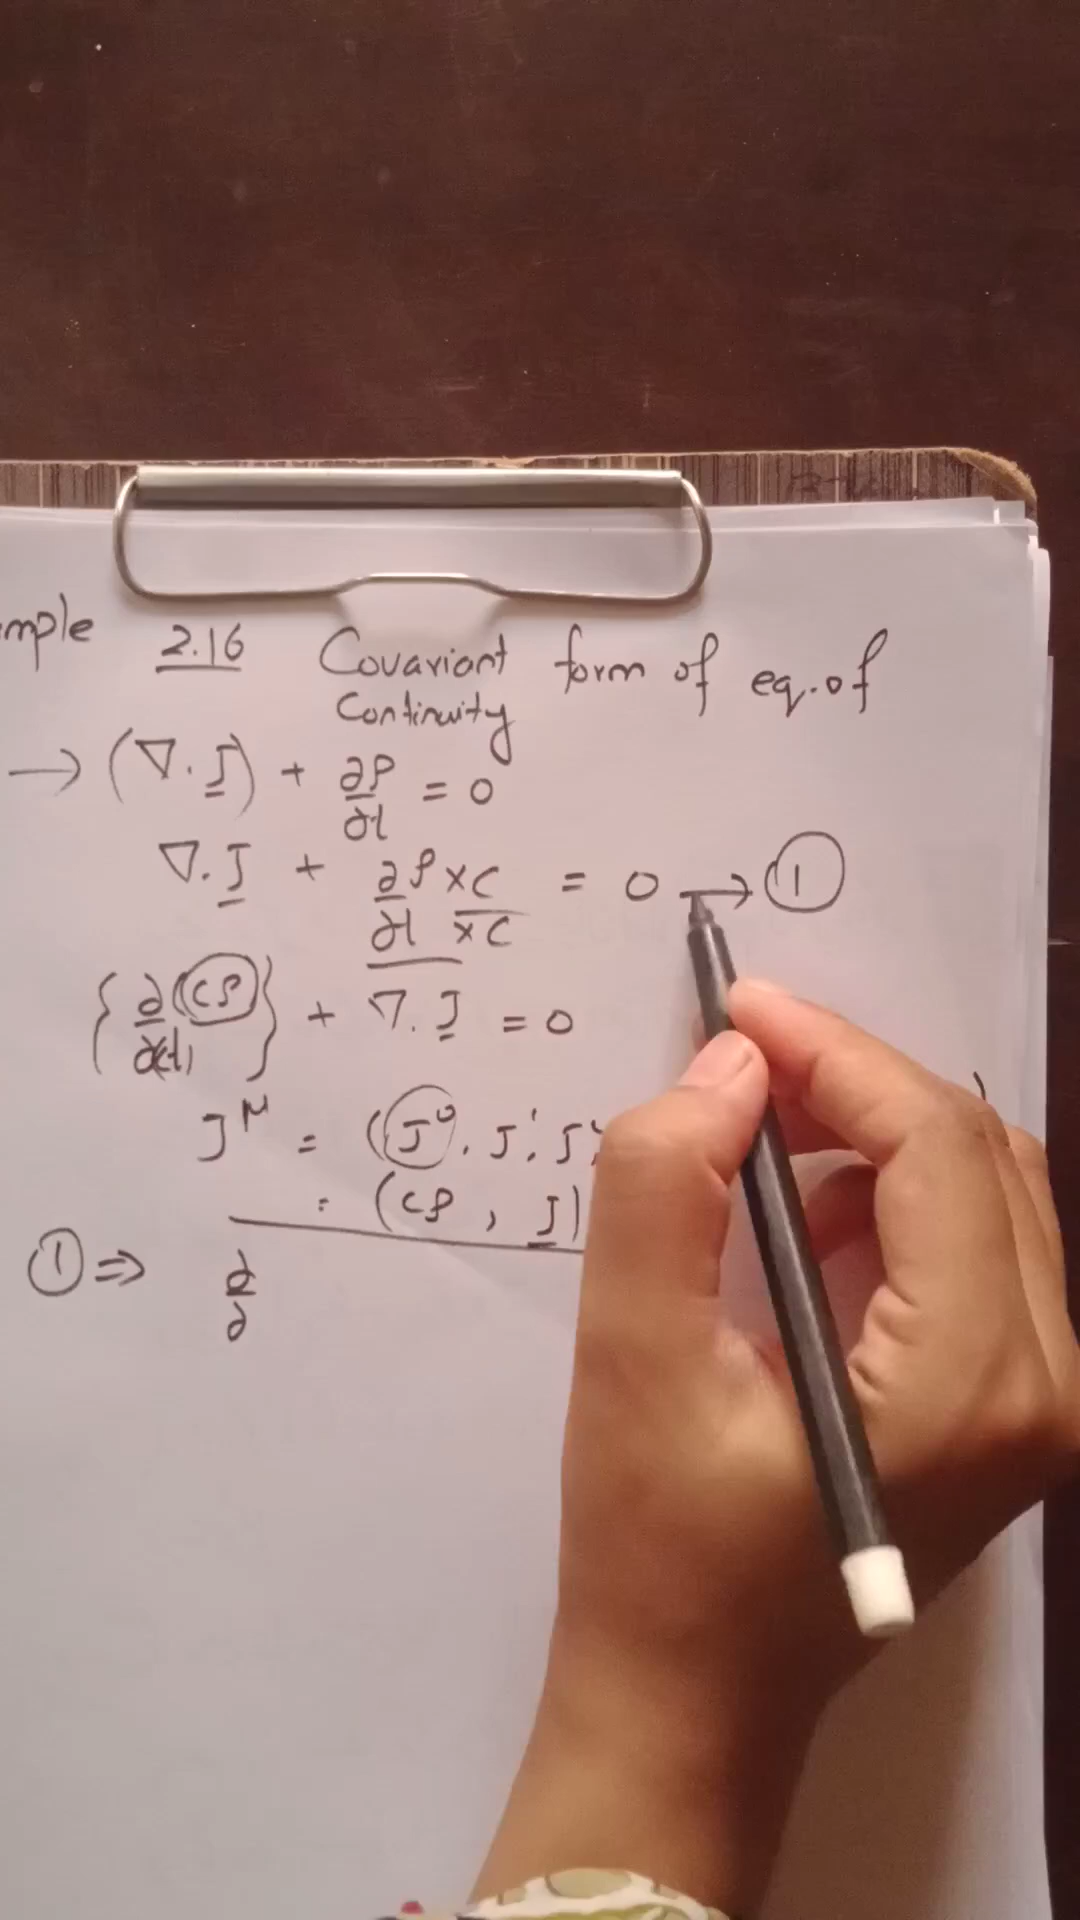 mple 2.16 Covariant form of eq.of
Continuity
→ (∇.J) + ∂ρ/∂t = 0
∇.J + ∂ρ×c/∂t×c = 0 → ①
{∂(cρ)/∂ct} + ∇.J = 0
J^μ = (J⁰, J¹, J²
= (cρ, J)
① ⇒ ∂/∂